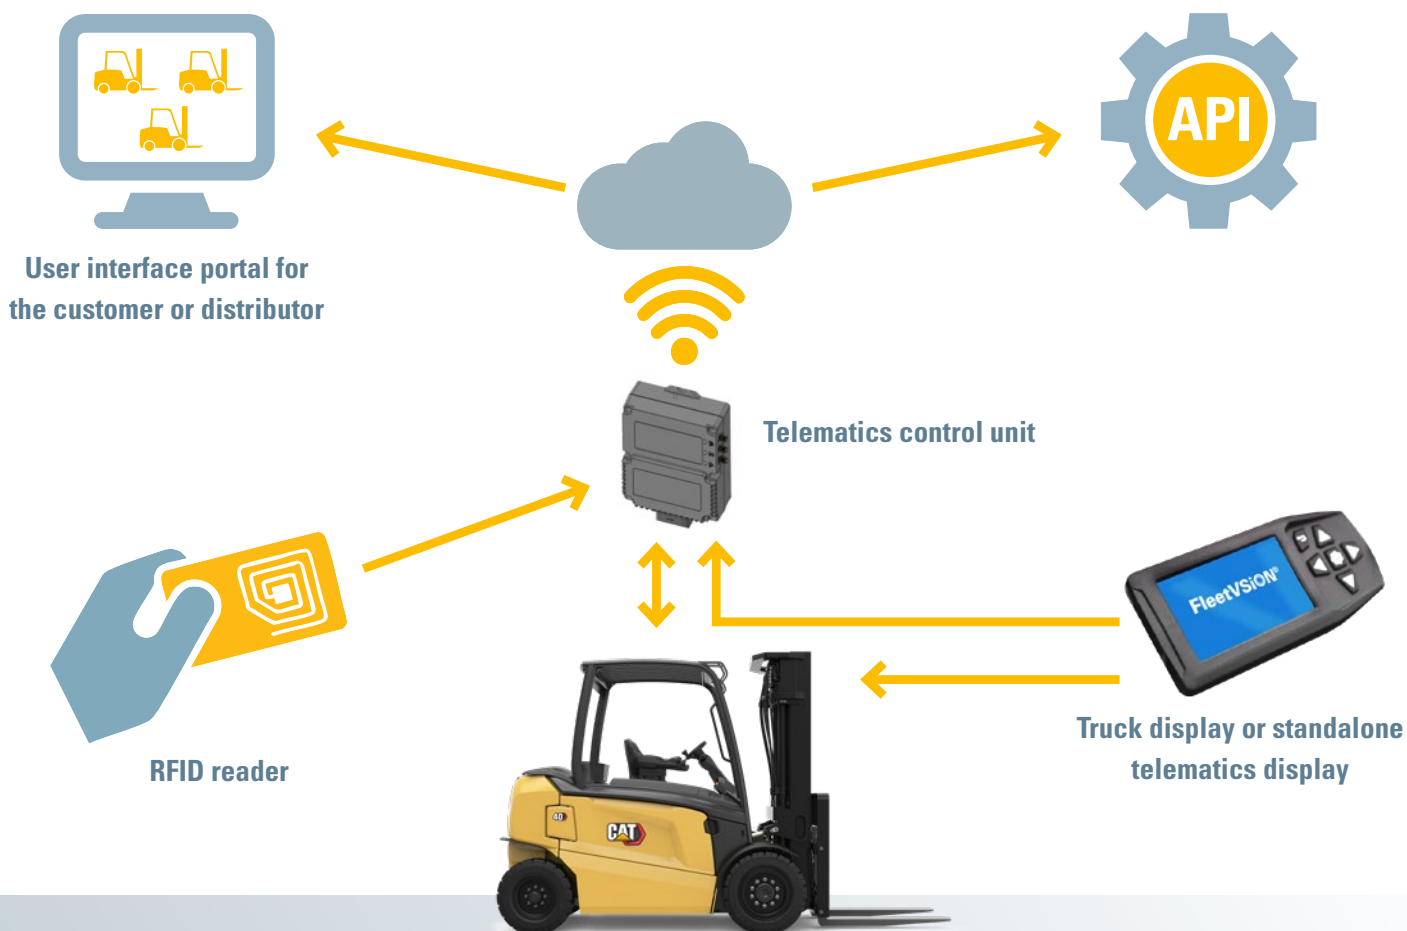 API
User interface portal for
the customer or distributor
Telematics control unit
FleetVSiON®
Truck display or standalone
telematics display
RFID reader
40
CAT